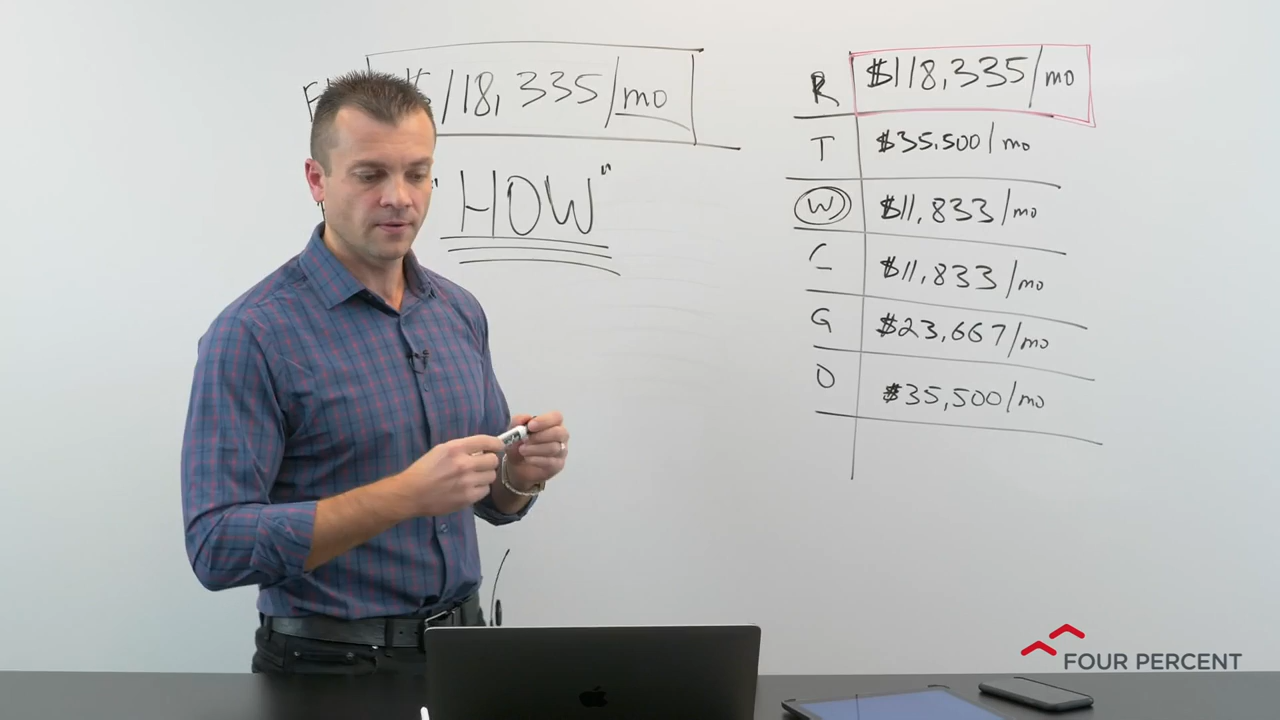 118,335/mo
"HOW"
R $118,335/mo
T $35,500/mo
W $11,833/mo
$11,833/mo
G $23,667/mo
O $35,500/mo
FOUR PERCENT